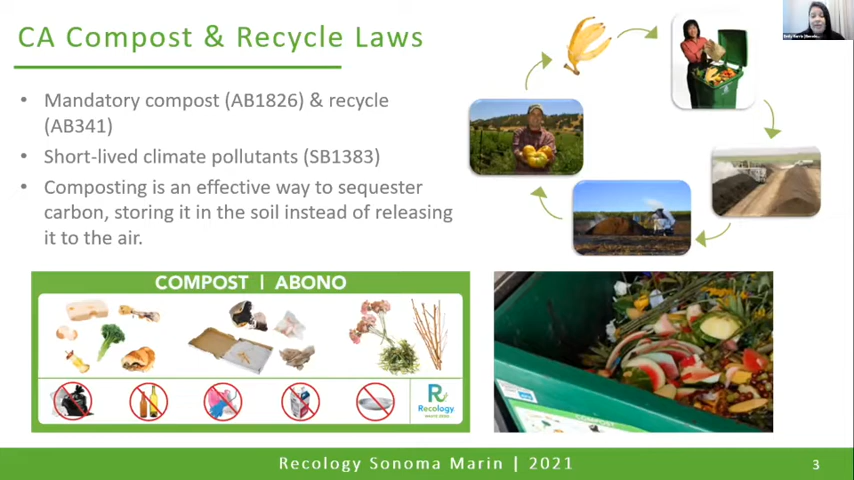 CA Compost & Recycle Laws
• Mandatory compost (AB1826) & recycle
(AB341)
• Short-lived climate pollutants (SB1383)
• Composting is an effective way to sequester
carbon, storing it in the soil instead of releasing
it to the air.
COMPOST | ABONO
Recology
Recology Sonoma Marin | 2021
3